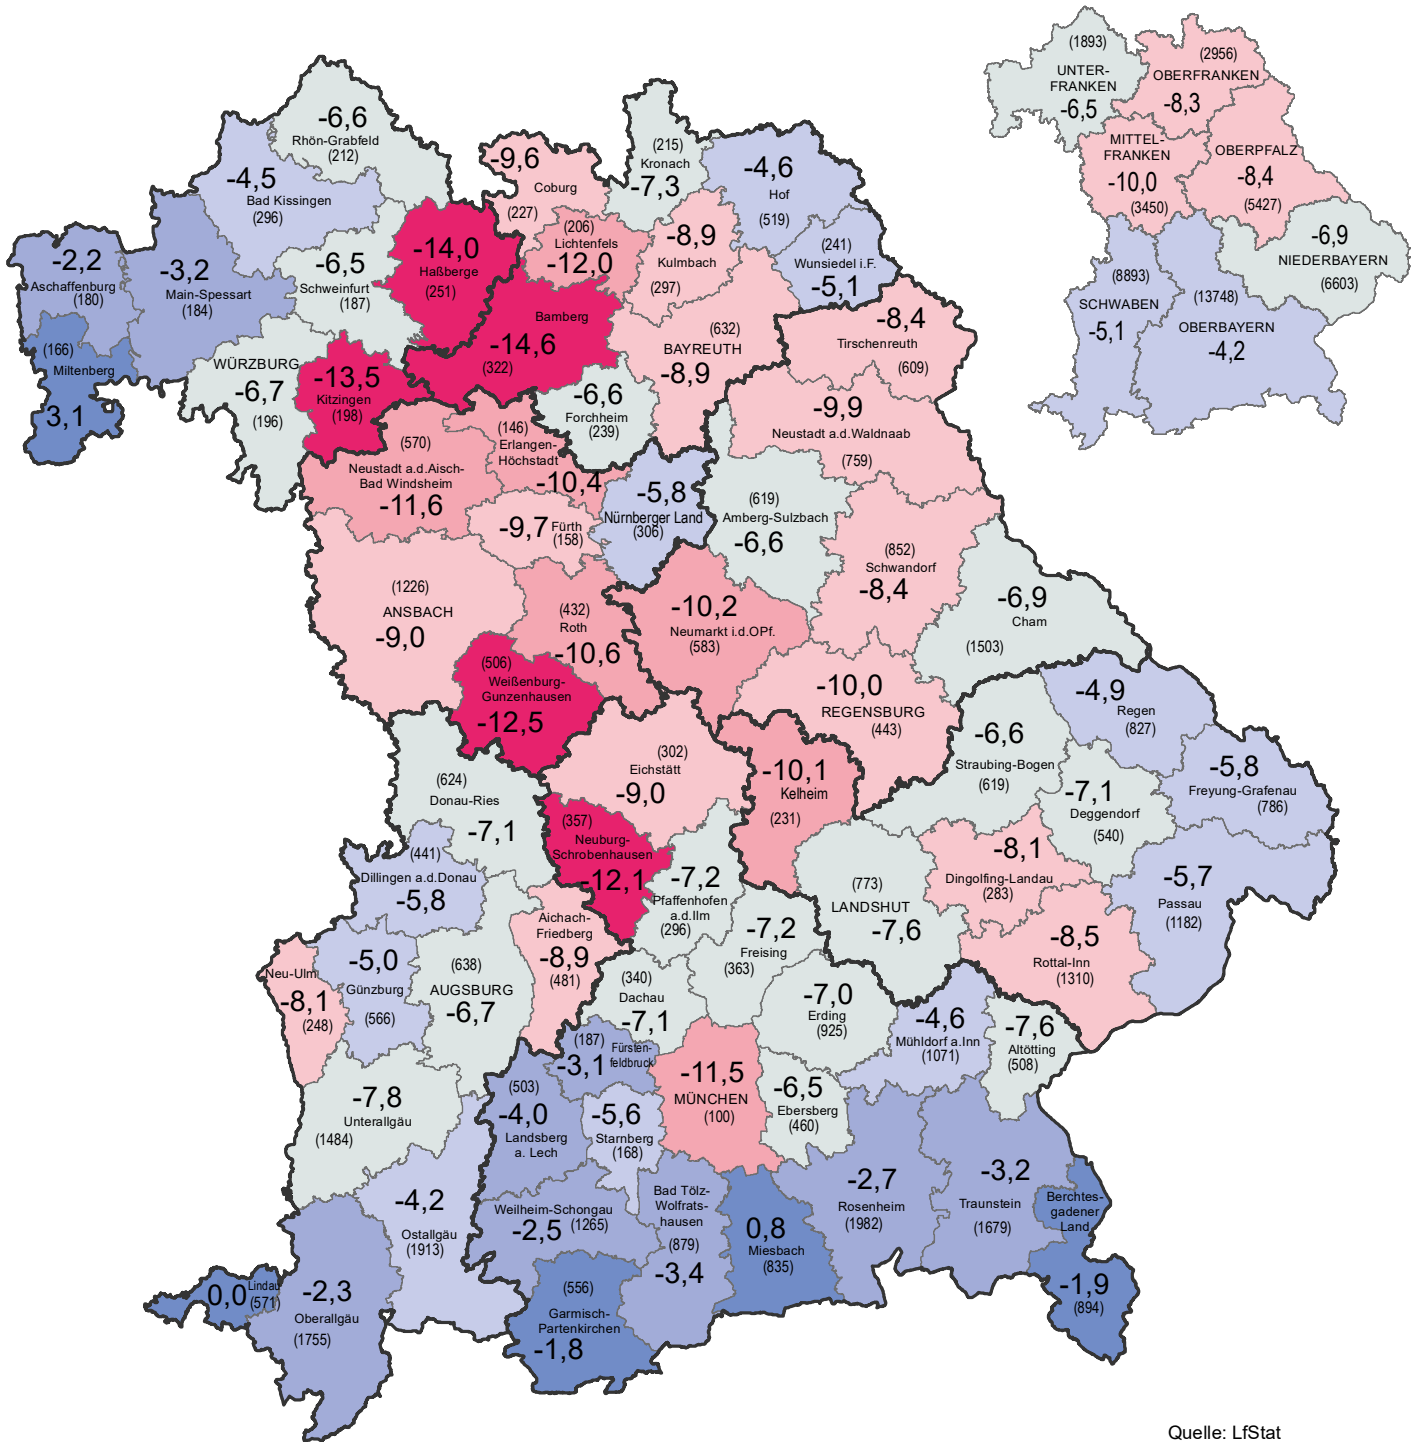 -6,6
Rhön-Grabfeld
(212)
-4,5
Bad Kissingen
(296)
-2,2
Aschaffenburg
(180)
-3,2
Main-Spessart
(184)
-6,5
Schweinfurt
(187)
-14,0
Haßberge
(251)
(166)
Miltenberg
3,1
WÜRZBURG
-6,7
(196)
-13,5
Kitzingen
(198)
-9,6
Coburg
(227)
(215)
Kronach
-7,3
-4,6
Hof
(519)
(206)
Lichtenfels
-12,0
-8,9
Kulmbach
(297)
(241)
Wunsiedel i.F.
-5,1
Bamberg
-14,6
(322)
(632)
BAYREUTH
-8,9
-6,6
Forchheim
(239)
-8,4
Tirschenreuth
(609)
-9,9
Neustadt a.d.Waldnaab
(759)
(570)
Neustadt a.d.Aisch-
Bad Windsheim
-11,6
(146)
Erlangen-
Höchstadt
-10,4
-9,7
Fürth
(158)
-5,8
Nürnberger Land
(306)
(619)
Amberg-Sulzbach
-6,6
(852)
Schwandorf
-8,4
(1226)
ANSBACH
-9,0
(432)
Roth
-10,6
-10,2
Neumarkt i.d.OPf.
(583)
-6,9
Cham
(1503)
(506)
Weißenburg-
Gunzenhausen
-12,5
-10,0
REGENSBURG
(443)
-4,9
Regen
(827)
-6,6
Straubing-Bogen
(619)
-5,8
Freyung-Grafenau
(786)
(302)
Eichstätt
-9,0
-10,1
Kelheim
(231)
-7,1
Deggendorf
(540)
(624)
Donau-Ries
-7,1
(357)
Neuburg-
Schrobenhausen
-12,1
-8,1
Dingolfing-Landau
(283)
-5,7
Passau
(1182)
(441)
Dillingen a.d.Donau
-5,8
-7,2
Pfaffenhofen
a.d.Ilm
(296)
(773)
LANDSHUT
-7,6
-8,5
Rottal-Inn
(1310)
Aichach-
Friedberg
-8,9
(481)
-7,2
Freising
(363)
Neu-Ulm
-8,1
(248)
-5,0
Günzburg
(566)
(638)
AUGSBURG
-6,7
(340)
Dachau
-7,1
-7,0
Erding
(925)
-4,6
Mühldorf a.Inn
(1071)
-7,6
Altötting
(508)
(187)
Fürsten-
feldbruck
-3,1
-11,5
MÜNCHEN
(100)
-6,5
Ebersberg
(460)
-7,8
Unterallgäu
(1484)
(503)
-4,0
Landsberg
a. Lech
-5,6
Starnberg
(168)
-4,2
Ostallgäu
(1913)
Weilheim-Schongau
-2,5
(1265)
Bad Tölz-
Wolfrats-
hausen
(879)
-3,4
0,8
Miesbach
(835)
-2,7
Rosenheim
(1982)
-3,2
Traunstein
(1679)
Berchtes-
gadener
Land
-1,9
(894)
0,0
Lindau
(571)
-2,3
Oberallgäu
(1755)
(556)
Garmisch-
Partenkirchen
-1,8
(1893)
UNTER-
FRANKEN
-6,5
(2956)
OBERFRANKEN
-8,3
MITTEL-
FRANKEN
-10,0
(3450)
OBERPFALZ
-8,4
(5427)
-6,9
NIEDERBAYERN
(6603)
(8893)
SCHWABEN
-5,1
(13748)
OBERBAYERN
-4,2
Quelle: LfStat